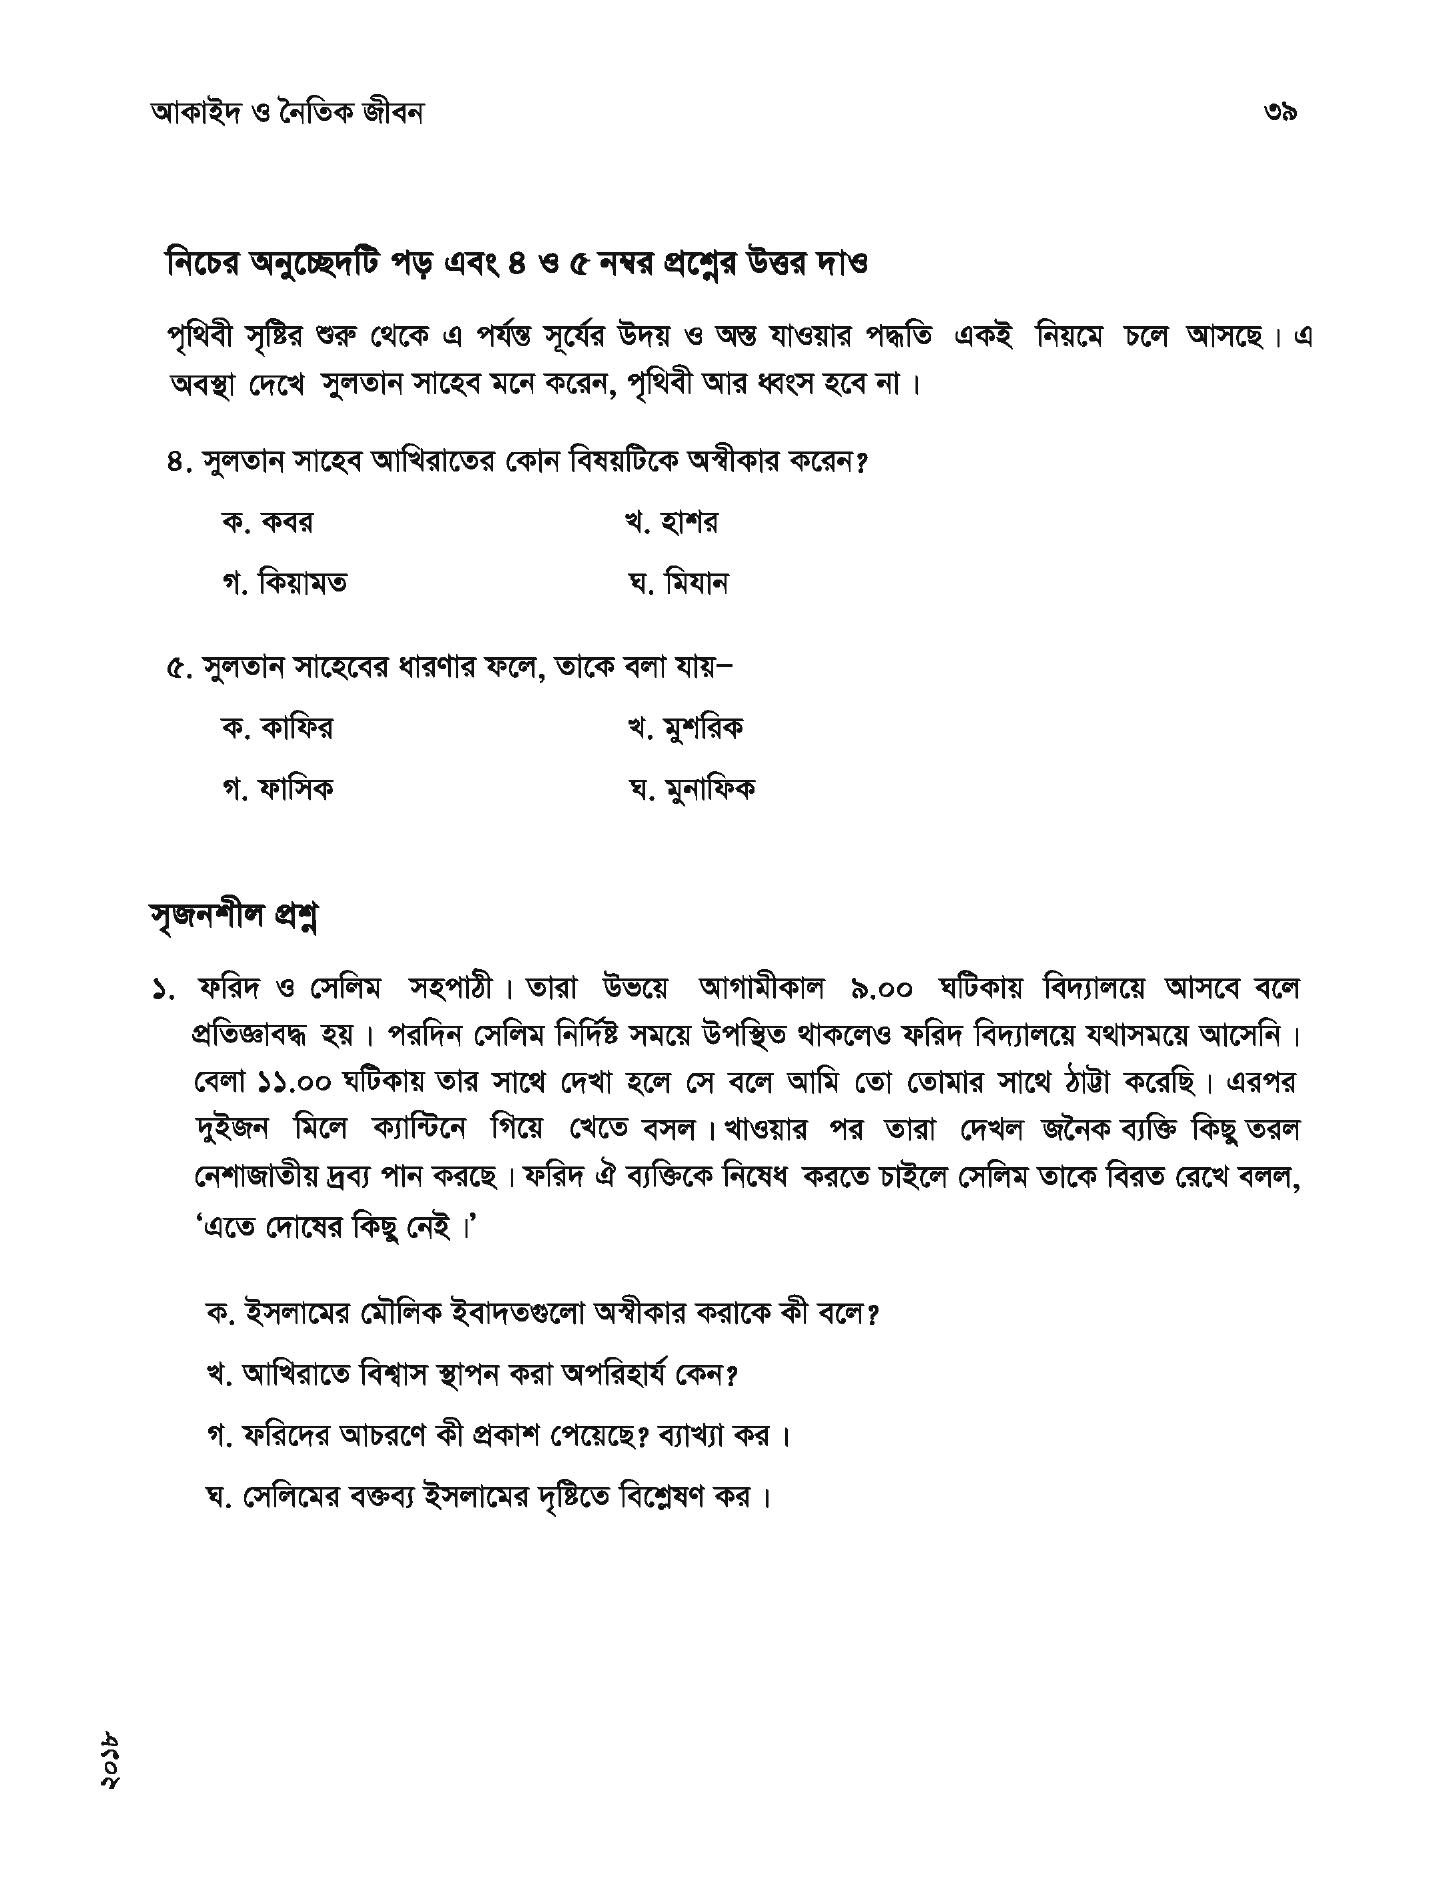 আকাইদ ও নৈতিক জীবন ৩৯
নিচের অনুচ্ছেদটি পড় এবং ৪ ও ৫ নম্বর প্রশ্নের উত্তর দাও
পৃথিবী সৃষ্টির শুরু থেকে এ পর্যন্ত সূর্যের উদয় ও অস্ত যাওয়ার পদ্ধতি একই নিয়মে চলে আসছে। এ
অবস্থা দেখে সুলতান সাহেব মনে করেন, পৃথিবী আর ধ্বংস হবে না।
৪. সুলতান সাহেব আখিরাতের কোন বিষয়টিকে অস্বীকার করেন?
ক. কবর খ. হাশর
গ. কিয়ামত ঘ. মিযান
৫. সুলতান সাহেবের ধারণার ফলে, তাকে বলা যায়–
ক. কাফির খ. মুশরিক
গ. ফাসিক ঘ. মুনাফিক
সৃজনশীল প্রশ্ন
১. ফরিদ ও সেলিম সহপাঠী। তারা উভয়ে আগামীকাল ৯.০০ ঘটিকায় বিদ্যালয়ে আসবে বলে
প্রতিজ্ঞাবদ্ধ হয়। পরদিন সেলিম নির্দিষ্ট সময়ে উপস্থিত থাকলেও ফরিদ বিদ্যালয়ে যথাসময়ে আসেনি।
বেলা ১১.০০ ঘটিকায় তার সাথে দেখা হলে সে বলে আমি তো তোমার সাথে ঠাট্টা করেছি। এরপর
দুইজন মিলে ক্যান্টিনে গিয়ে খেতে বসল। খাওয়ার পর তারা দেখল জনৈক ব্যক্তি কিছু তরল
নেশাজাতীয় দ্রব্য পান করছে। ফরিদ ঐ ব্যক্তিকে নিষেধ করতে চাইলে সেলিম তাকে বিরত রেখে বলল,
‘এতে দোষের কিছু নেই।’
ক. ইসলামের মৌলিক ইবাদতগুলো অস্বীকার করাকে কী বলে?
খ. আখিরাতে বিশ্বাস স্থাপন করা অপরিহার্য কেন?
গ. ফরিদের আচরণে কী প্রকাশ পেয়েছে? ব্যাখ্যা কর।
ঘ. সেলিমের বক্তব্য ইসলামের দৃষ্টিতে বিশ্লেষণ কর।
২০১৮